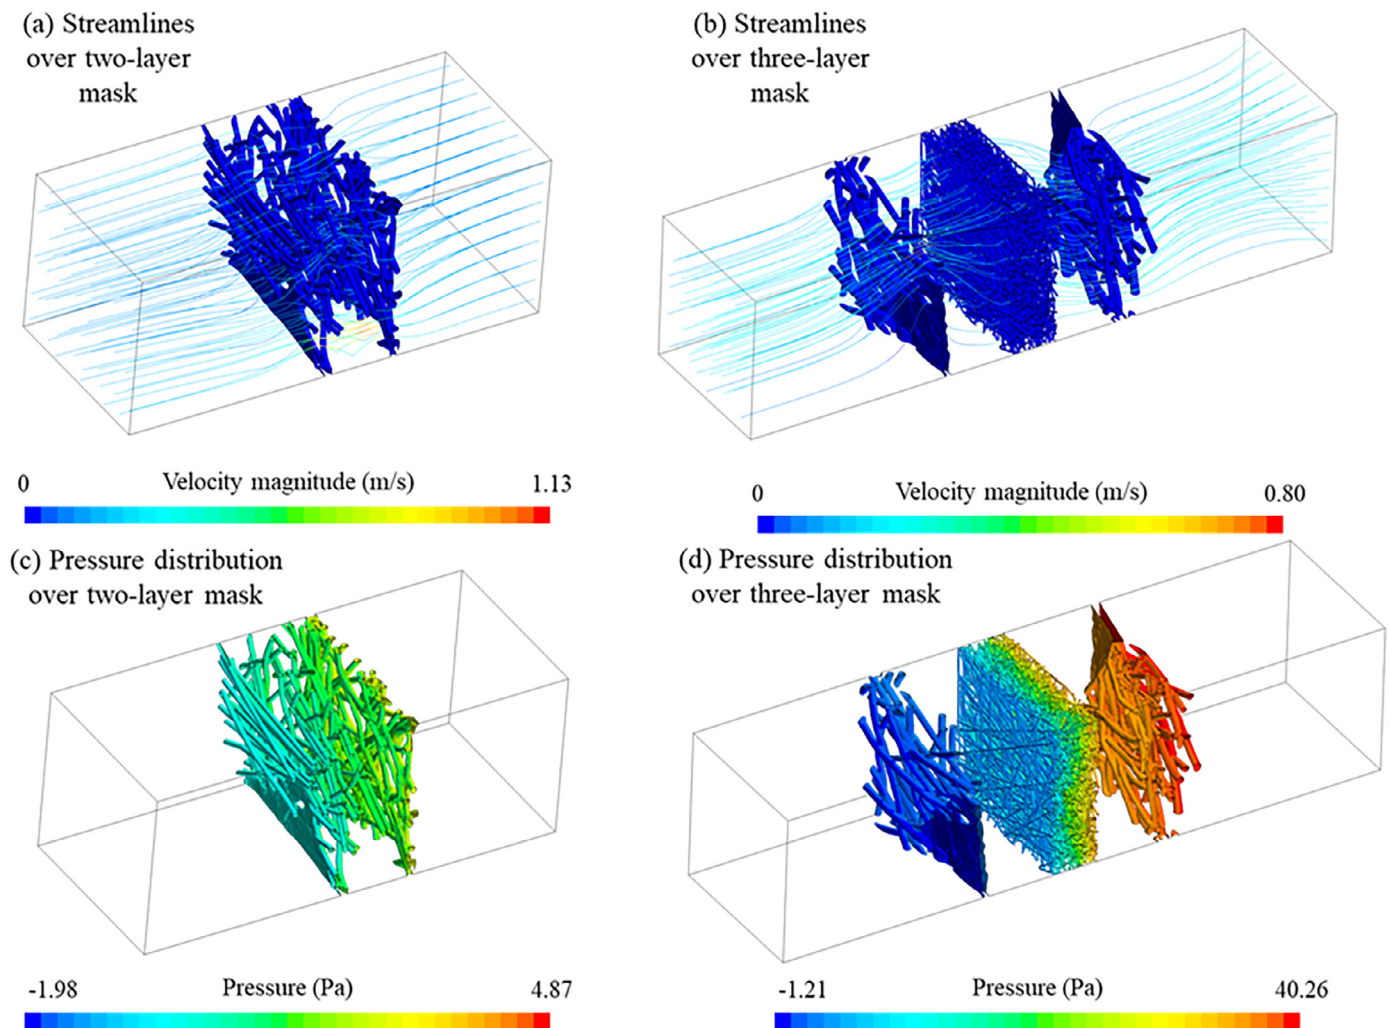 (a) Streamlines
over two-layer
mask
(b) Streamlines
over three-layer
mask
0 Velocity magnitude (m/s) 1.13
0 Velocity magnitude (m/s) 0.80
(c) Pressure distribution
over two-layer mask
(d) Pressure distribution
over three-layer mask
-1.98 Pressure (Pa) 4.87
-1.21 Pressure (Pa) 40.26